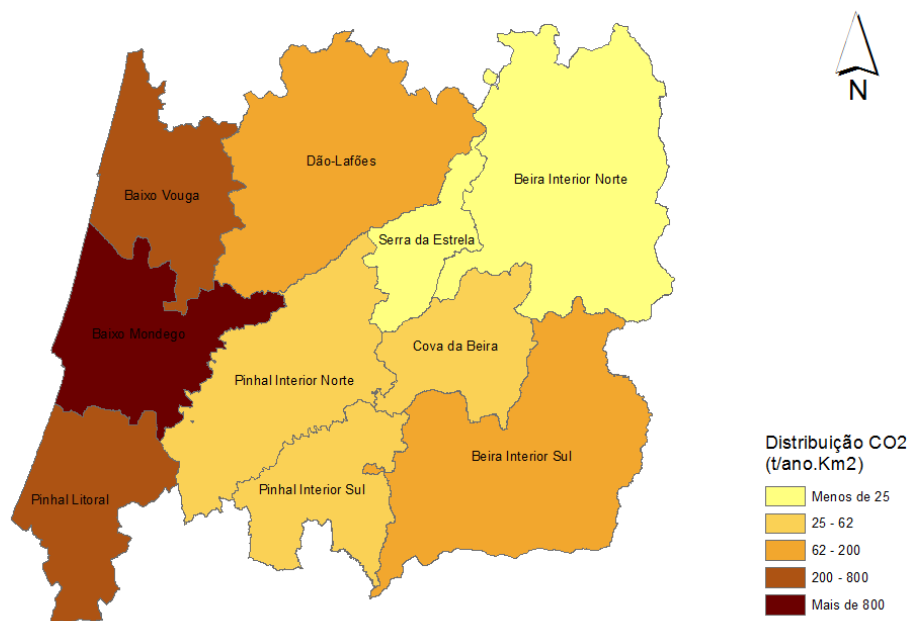 N
Dão-Lafões
Beira Interior Norte
Baixo Vouga
Serra da Estrela
Baixo Mondego
Cova da Beira
Pinhal Interior Norte
Beira Interior Sul
Pinhal Interior Sul
Pinhal Litoral
Distribuição CO2
(t/ano.Km2)
Menos de 25
25 - 62
62 - 200
200 - 800
Mais de 800